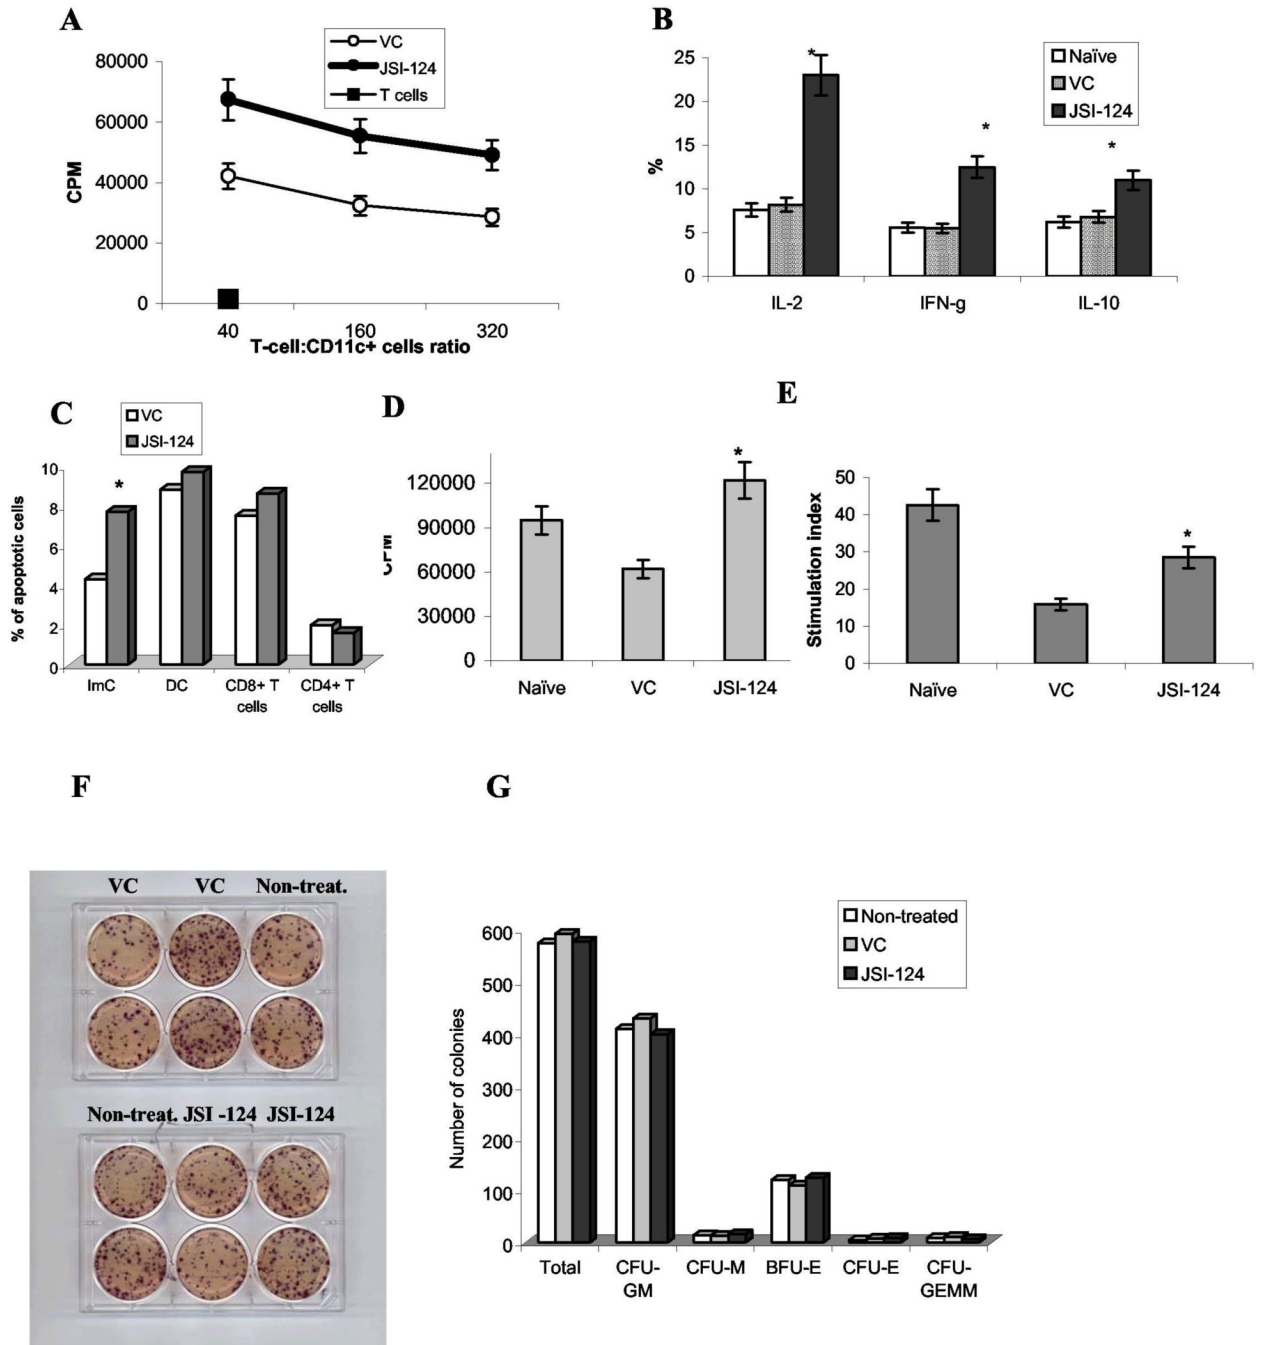 A
VC
JSI-124
T cells
80000
60000
40000
20000
0
CPM
40 160 320
T-cell:CD11c+ cells ratio
B
Naïve
VC
JSI-124
25
20
15
10
5
0
%
*
*
*
IL-2 IFN-g IL-10
C
VC
JSI-124
10
8
6
4
2
0
% of apoptotic cells
*
ImC DC CD8+ T CD4+ T
cells cells
D
120000
90000
60000
30000
0
*
Naïve VC JSI-124
E
50
40
30
20
10
0
Stimulation index
*
Naïve VC JSI-124
F
VC VC Non-treat.
Non-treat. JSI -124 JSI-124
G
Non-treated
VC
JSI-124
600
500
400
300
200
100
0
Number of colonies
Total CFU- CFU-M BFU-E CFU-E CFU-
GM GEMM